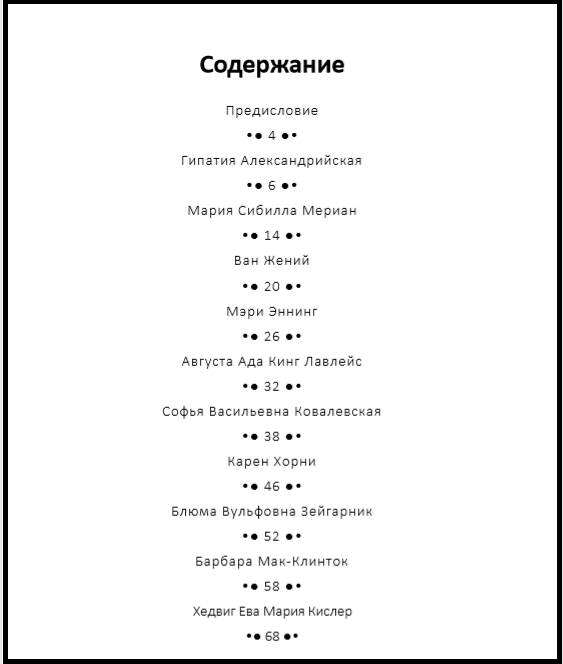 Содержание
Предисловие
•● 4 ●•
Гипатия Александрийская
•● 6 ●•
Мария Сибилла Мериан
•● 14 ●•
Ван Жений
•● 20 ●•
Мэри Эннинг
•● 26 ●•
Августа Ада Кинг Лавлейс
•● 32 ●•
Софья Васильевна Ковалевская
•● 38 ●•
Карен Хорни
•● 46 ●•
Блюма Вульфовна Зейгарник
•● 52 ●•
Барбара Мак-Клинток
•● 58 ●•
Хедвиг Ева Мария Кислер
•● 68 ●•